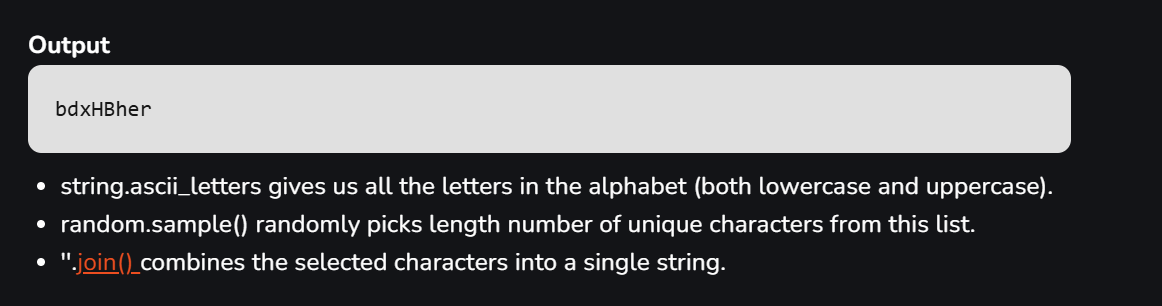 Output
bdxHBher
• string.ascii_letters gives us all the letters in the alphabet (both lowercase and uppercase).
• random.sample() randomly picks length number of unique characters from this list.
• ''.join() combines the selected characters into a single string.